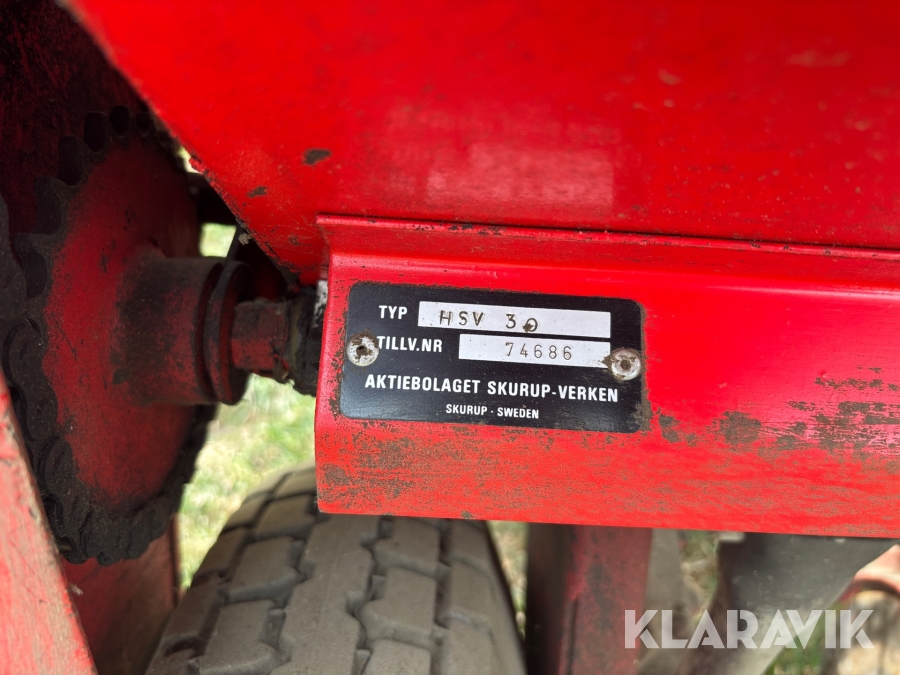 TYP HSV 30
TILLV.NR 74686
AKTIEBOLAGET SKURUP-VERKEN
SKURUP - SWEDEN
KLARAVIK